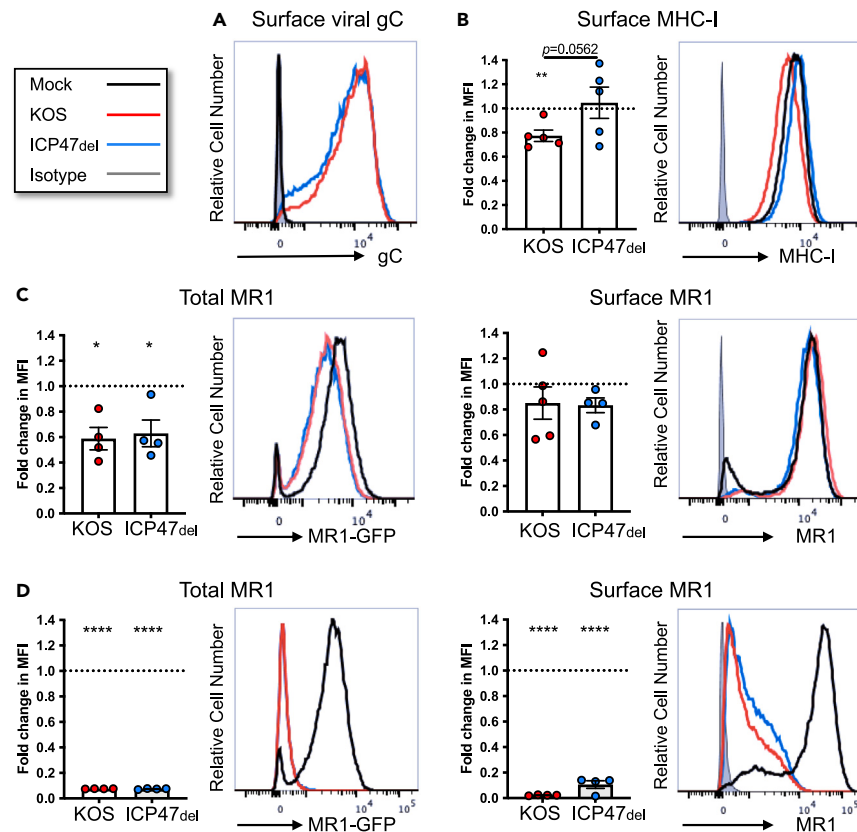 Mock
KOS
ICP47del
Isotype
A Surface viral gC
Relative Cell Number
0 10^4
gC
B Surface MHC-I
Fold change in MFI
1.4
1.2
1.0
0.8
0.6
0.4
0.2
0.0
**
p=0.0562
KOS ICP47del
Relative Cell Number
0 10^4
MHC-I
C Total MR1
Fold change in MFI
1.4
1.2
1.0
0.8
0.6
0.4
0.2
0.0
* *
KOS ICP47del
Relative Cell Number
0 10^4
MR1-GFP
Surface MR1
Fold change in MFI
1.4
1.2
1.0
0.8
0.6
0.4
0.2
0.0
KOS ICP47del
Relative Cell Number
0 10^4
MR1
D Total MR1
Fold change in MFI
1.4
1.2
1.0
0.8
0.6
0.4
0.2
0.0
**** ****
KOS ICP47del
Relative Cell Number
0 10^4 10^5
MR1-GFP
Surface MR1
Fold change in MFI
1.4
1.2
1.0
0.8
0.6
0.4
0.2
0.0
**** ****
KOS ICP47del
Relative Cell Number
0 10^4 10^5
MR1